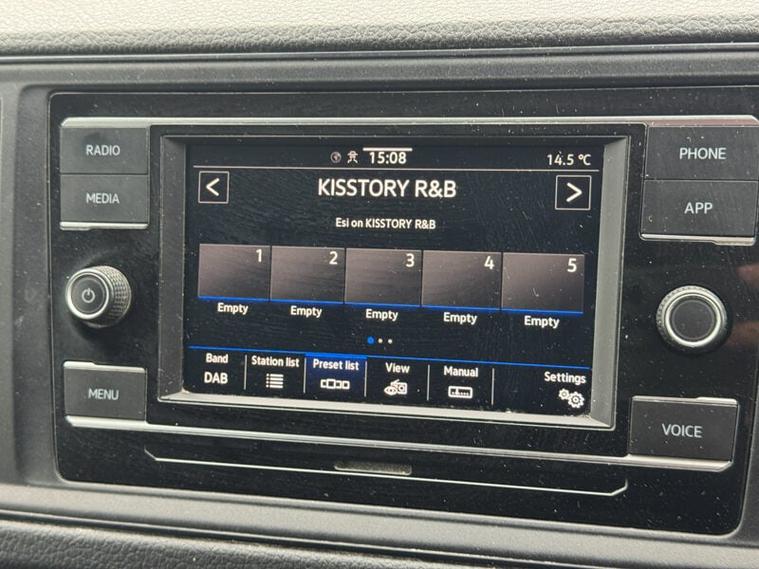 RADIO
MEDIA
MENU
15:08
14.5 °C
KISSTORY R&B
Esi on KISSTORY R&B
1 2 3 4 5
Empty Empty Empty Empty Empty
Band Station list Preset list View Manual Settings
DAB
PHONE
APP
VOICE